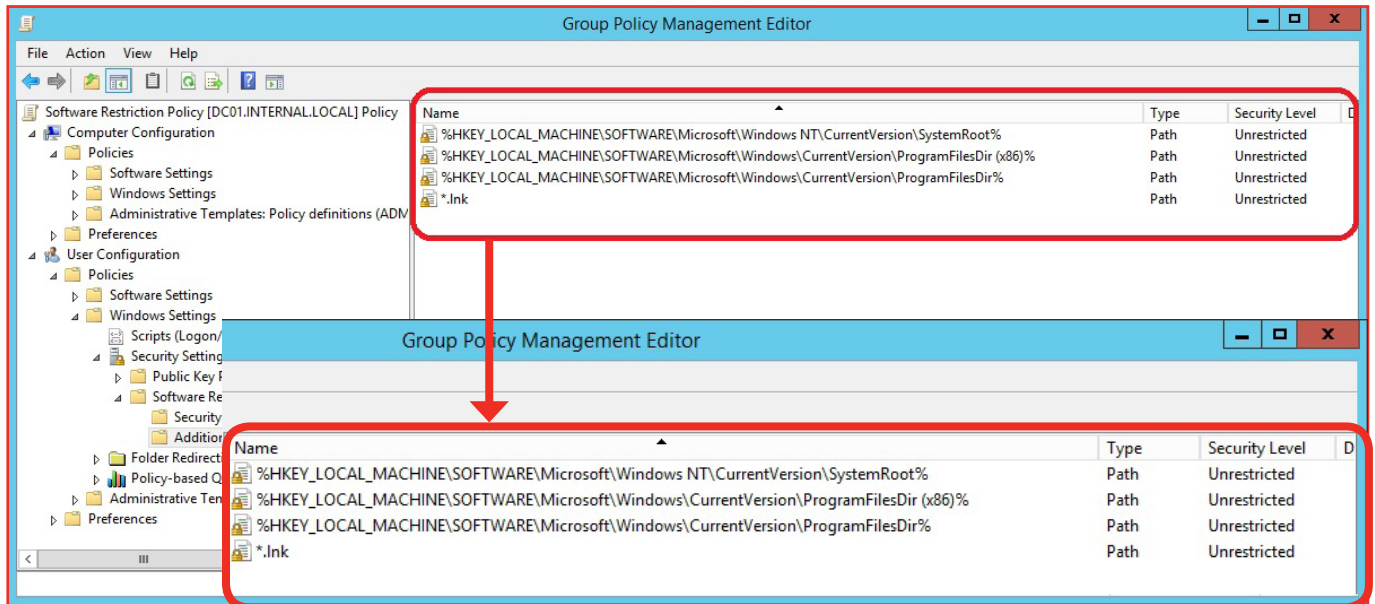 Group Policy Management Editor
File Action View Help
Software Restriction Policy [DC01.INTERNAL.LOCAL] Policy
Computer Configuration
Policies
Software Settings
Windows Settings
Administrative Templates: Policy definitions (ADM
Preferences
User Configuration
Policies
Software Settings
Windows Settings
Scripts (Logon/
Security Setting
Public Key P
Software Re
Security
Addition
Folder Redirecti
Policy-based Q
Administrative Tem
Preferences
Name Type Security Level D
%HKEY_LOCAL_MACHINE\SOFTWARE\Microsoft\Windows NT\CurrentVersion\SystemRoot% Path Unrestricted
%HKEY_LOCAL_MACHINE\SOFTWARE\Microsoft\Windows\CurrentVersion\ProgramFilesDir (x86)% Path Unrestricted
%HKEY_LOCAL_MACHINE\SOFTWARE\Microsoft\Windows\CurrentVersion\ProgramFilesDir% Path Unrestricted
*.lnk Path Unrestricted
Group Policy Management Editor
Name Type Security Level D
%HKEY_LOCAL_MACHINE\SOFTWARE\Microsoft\Windows NT\CurrentVersion\SystemRoot% Path Unrestricted
%HKEY_LOCAL_MACHINE\SOFTWARE\Microsoft\Windows\CurrentVersion\ProgramFilesDir (x86)% Path Unrestricted
%HKEY_LOCAL_MACHINE\SOFTWARE\Microsoft\Windows\CurrentVersion\ProgramFilesDir% Path Unrestricted
*.lnk Path Unrestricted